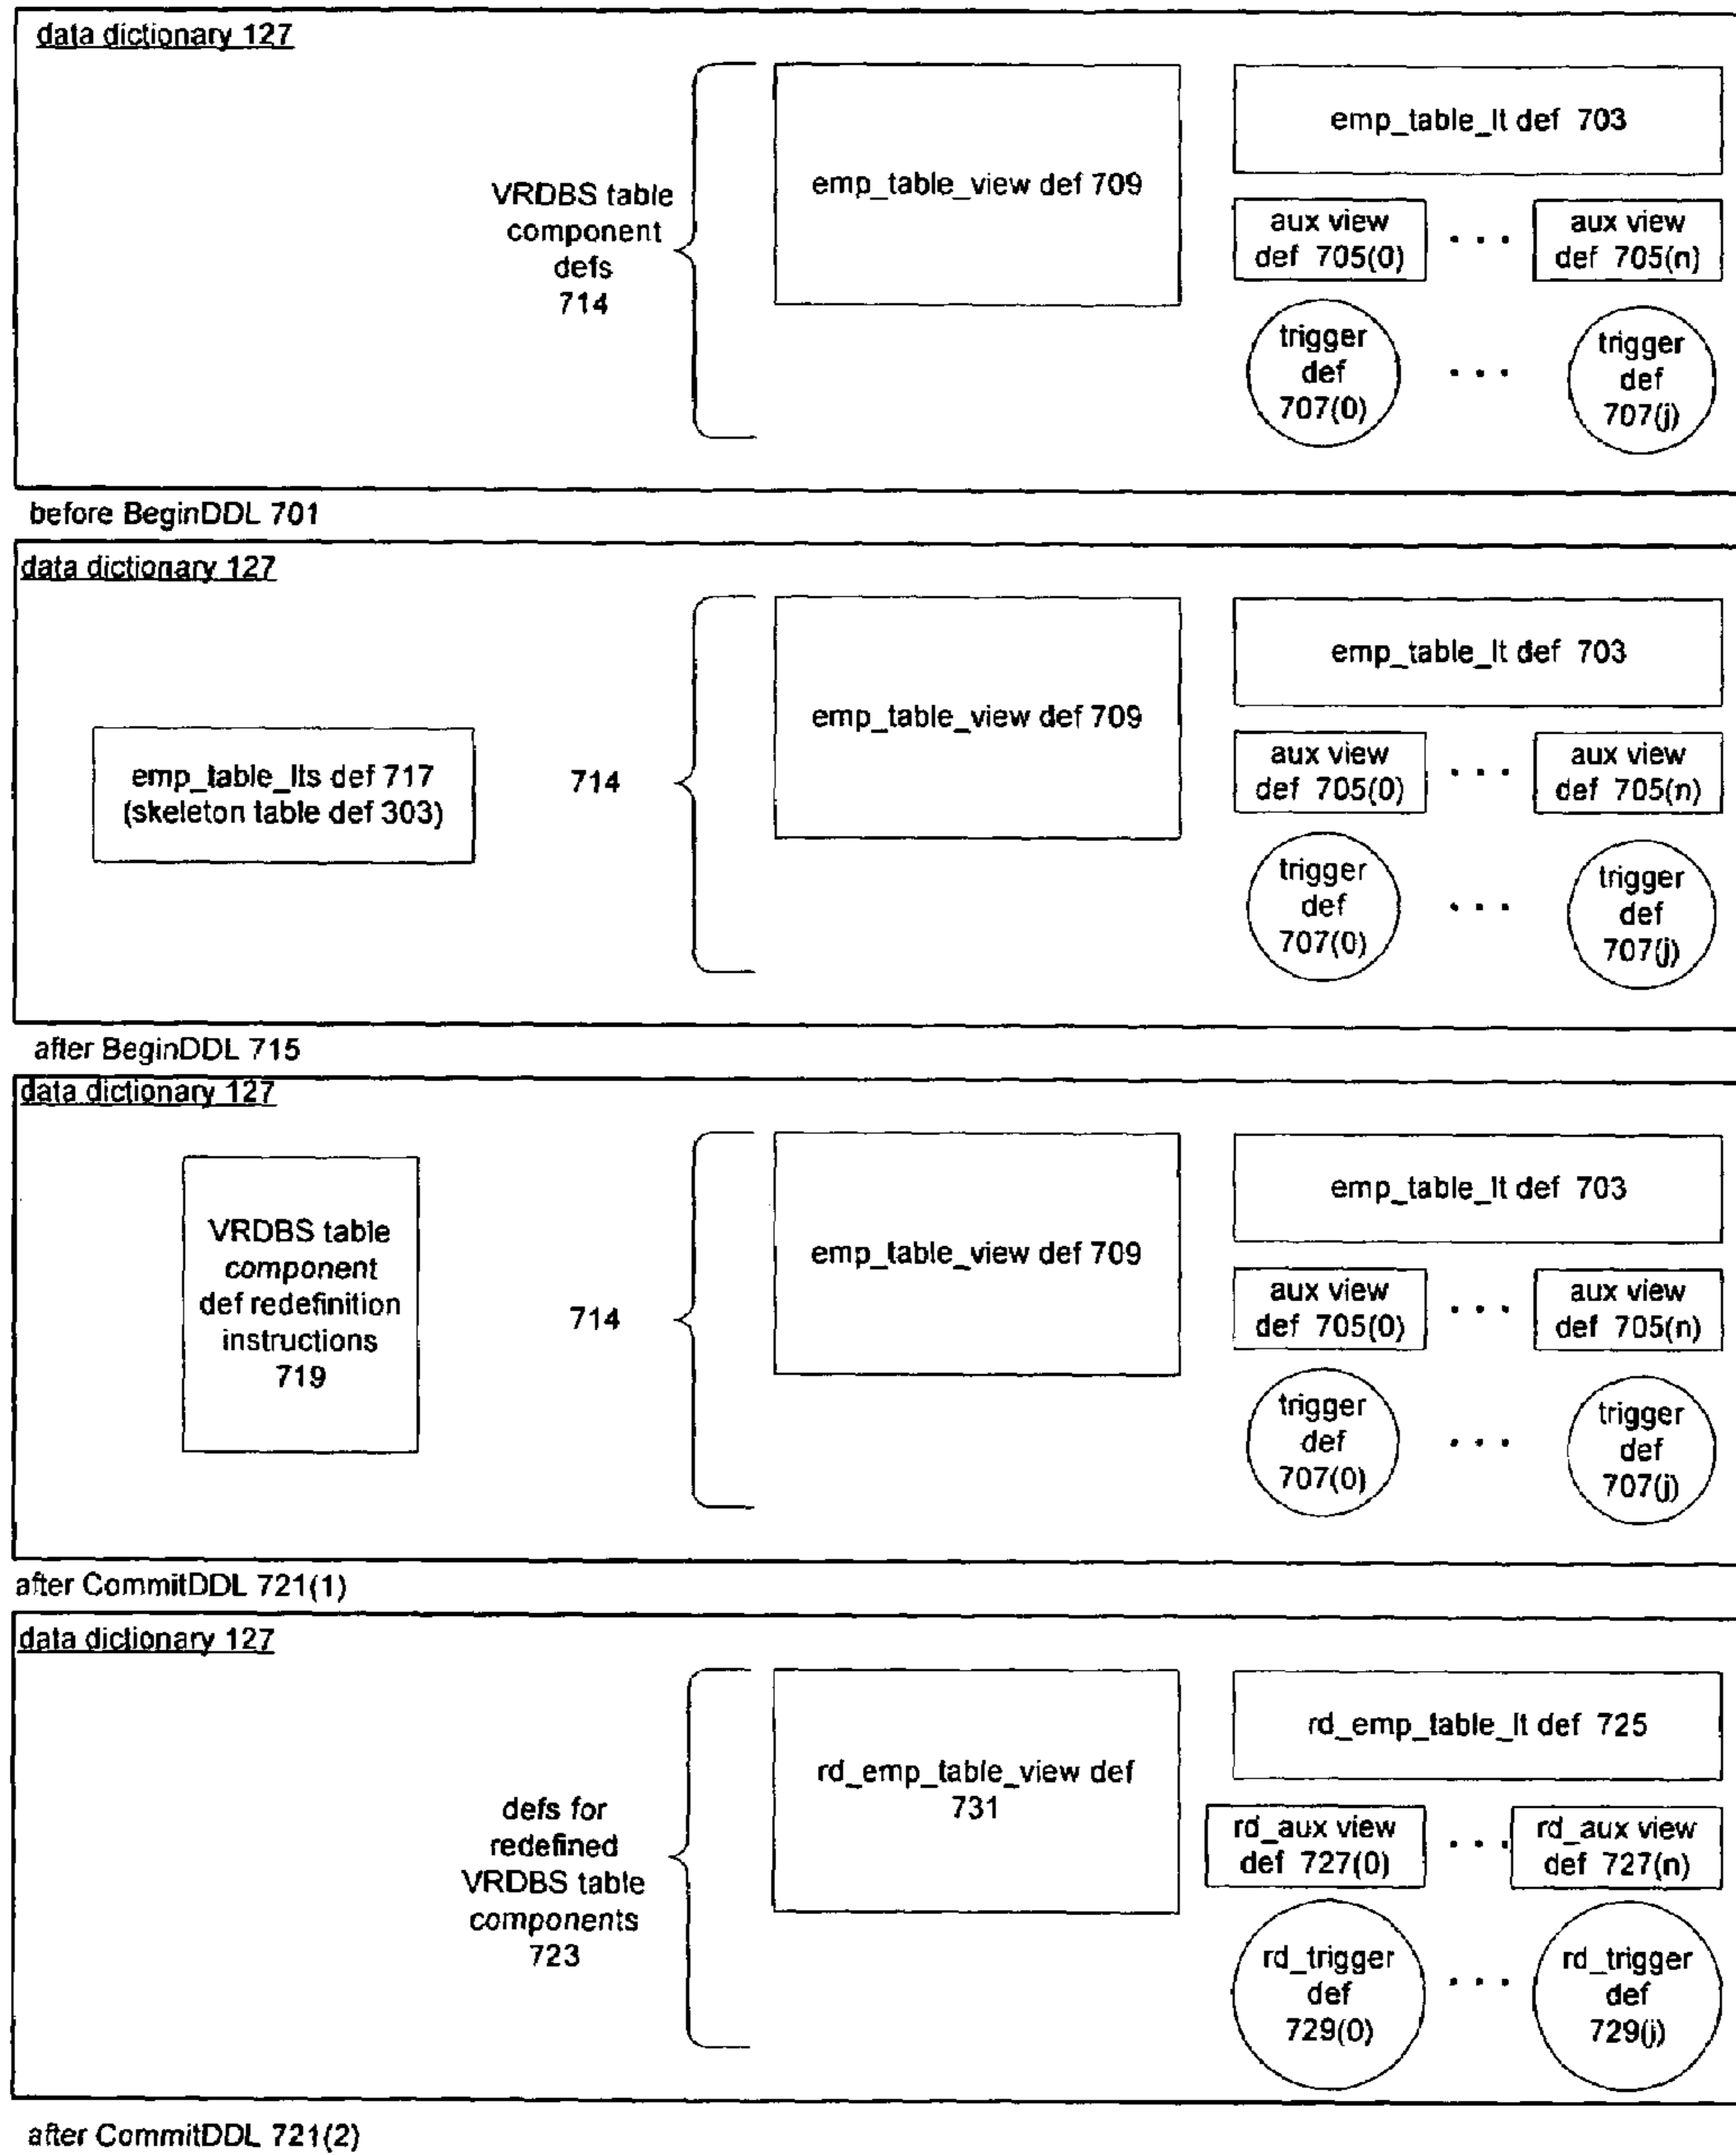 data dictionary 127
VRDBS table
component
defs
714
emp_table_view def 709
emp_table_lt def 703
aux view
def 705(0)
...
aux view
def 705(n)
trigger
def
707(0)
...
trigger
def
707(j)
before BeginDDL 701
data dictionary 127
emp_table_lts def 717
(skeleton table def 303)
714
emp_table_view def 709
emp_table_lt def 703
aux view
def 705(0)
...
aux view
def 705(n)
trigger
def
707(0)
...
trigger
def
707(j)
after BeginDDL 715
data dictionary 127
VRDBS table
component
def redefinition
instructions
719
714
emp_table_view def 709
emp_table_lt def 703
aux view
def 705(0)
...
aux view
def 705(n)
trigger
def
707(0)
...
trigger
def
707(j)
after CommitDDL 721(1)
data dictionary 127
defs for
redefined
VRDBS table
components
723
rd_emp_table_view def
731
rd_emp_table_lt def 725
rd_aux view
def 727(0)
...
rd_aux view
def 727(n)
rd_trigger
def
729(0)
...
rd_trigger
def
729(j)
after CommitDDL 721(2)